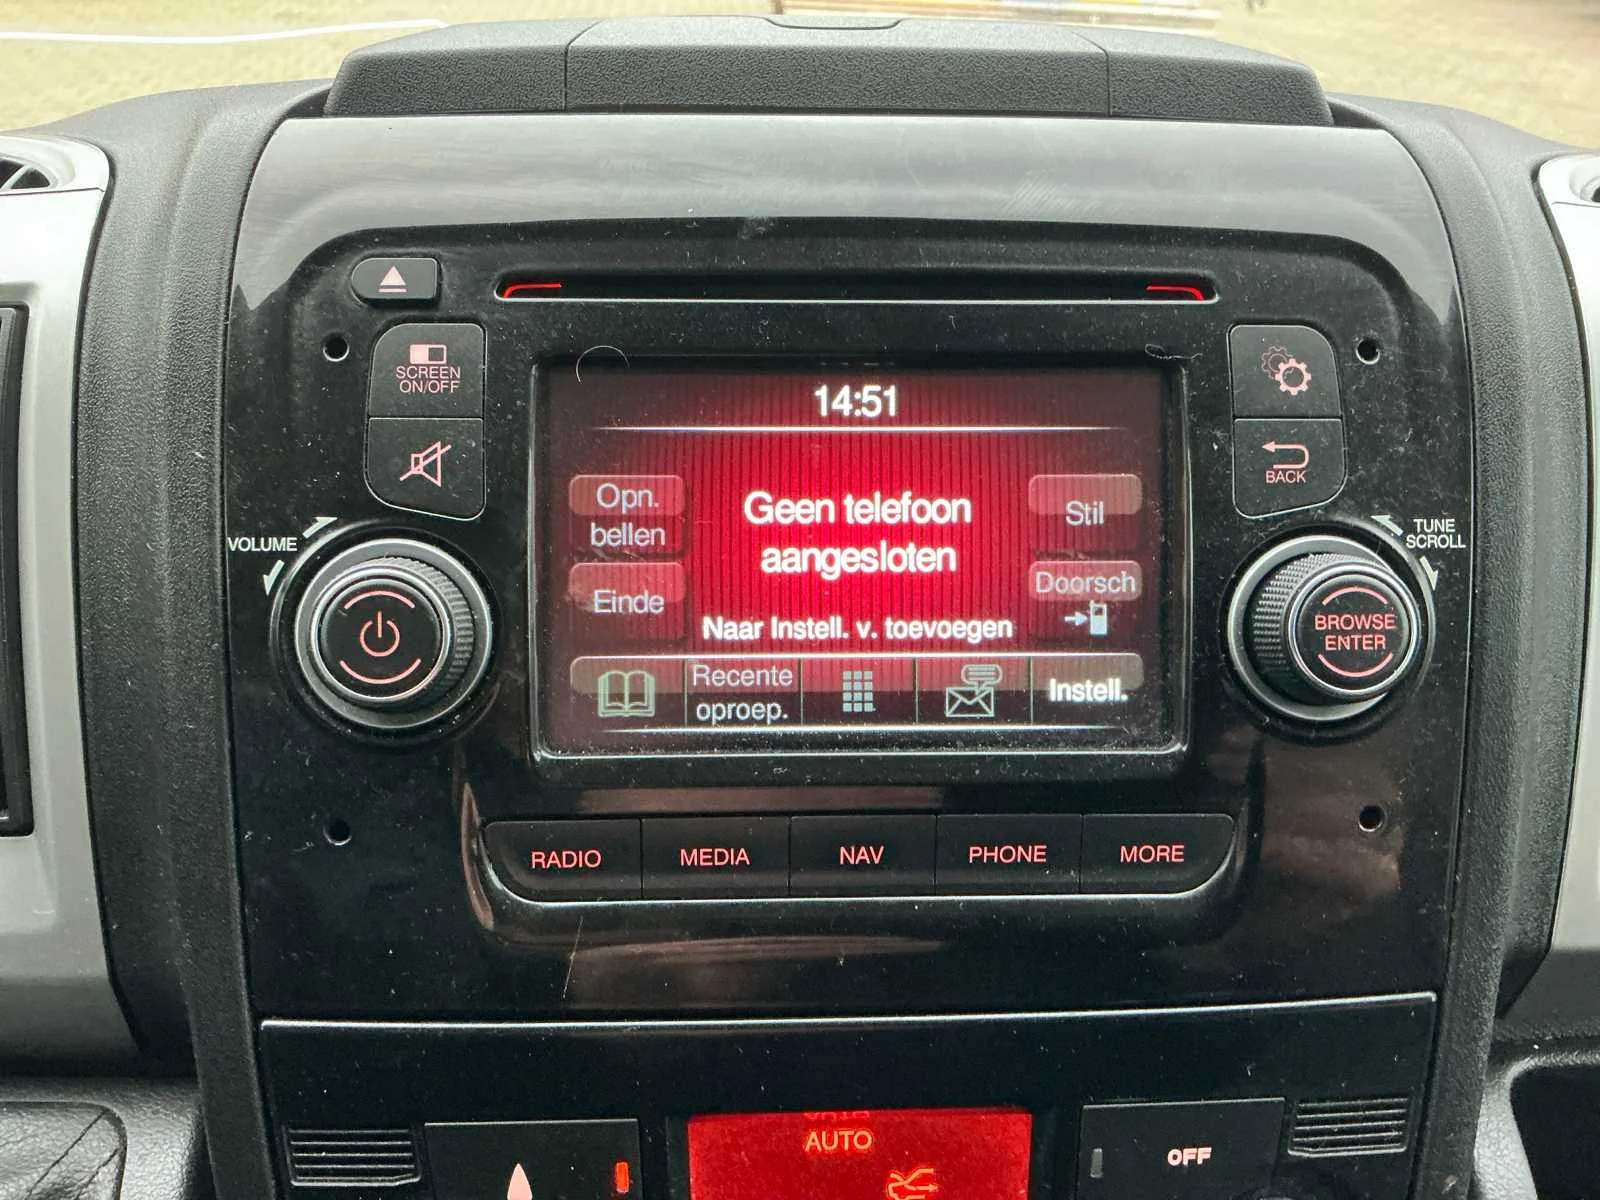 SCREEN
ON/OFF
14:51
BACK
VOLUME
TUNE
SCROLL
Opn.
bellen
Geen telefoon
aangesloten
Stil
Einde
Doorsch
Naar Instell. v. toevoegen
BROWSE
ENTER
Recente
oproep.
Instell.
RADIO
MEDIA
NAV
PHONE
MORE
AUTO
OFF